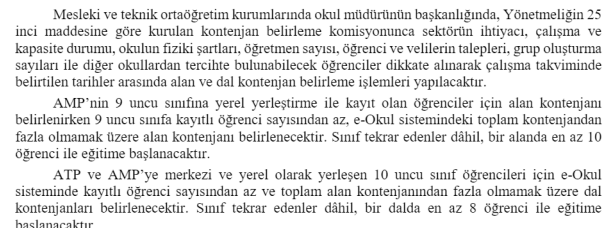 Mesleki ve teknik ortaöğretim kurumlarında okul müdürünün başkanlığında, Yönetmeliğin 25
inci maddesine göre kurulan kontenjan belirleme komisyonunca sektörün ihtiyacı, çalışma ve
kapasite durumu, okulun fiziki şartları, öğretmen sayısı, öğrenci ve velilerin talepleri, grup oluşturma
sayıları ile diğer okullardan tercihte bulunabilecek öğrenciler dikkate alınarak çalışma takviminde
belirtilen tarihler arasında alan ve dal kontenjan belirleme işlemleri yapılacaktır.
AMP'nin 9 uncu sınıfına yerel yerleştirme ile kayıt olan öğrenciler için alan kontenjanı
belirlenirken 9 uncu sınıfa kayıtlı öğrenci sayısından az, e-Okul sistemindeki toplam kontenjandan
fazla olmamak üzere alan kontenjanı belirlenecektir. Sınıf tekrar edenler dâhil, bir alanda en az 10
öğrenci ile eğitime başlanacaktır.
ATP ve AMP'ye merkezi ve yerel olarak yerleşen 10 uncu sınıf öğrencileri için e-Okul
sisteminde kayıtlı öğrenci sayısından az ve toplam alan kontenjanından fazla olmamak üzere dal
kontenjanları belirlenecektir. Sınıf tekrar edenler dâhil, bir dalda en az 8 öğrenci ile eğitime
başlanacaktır